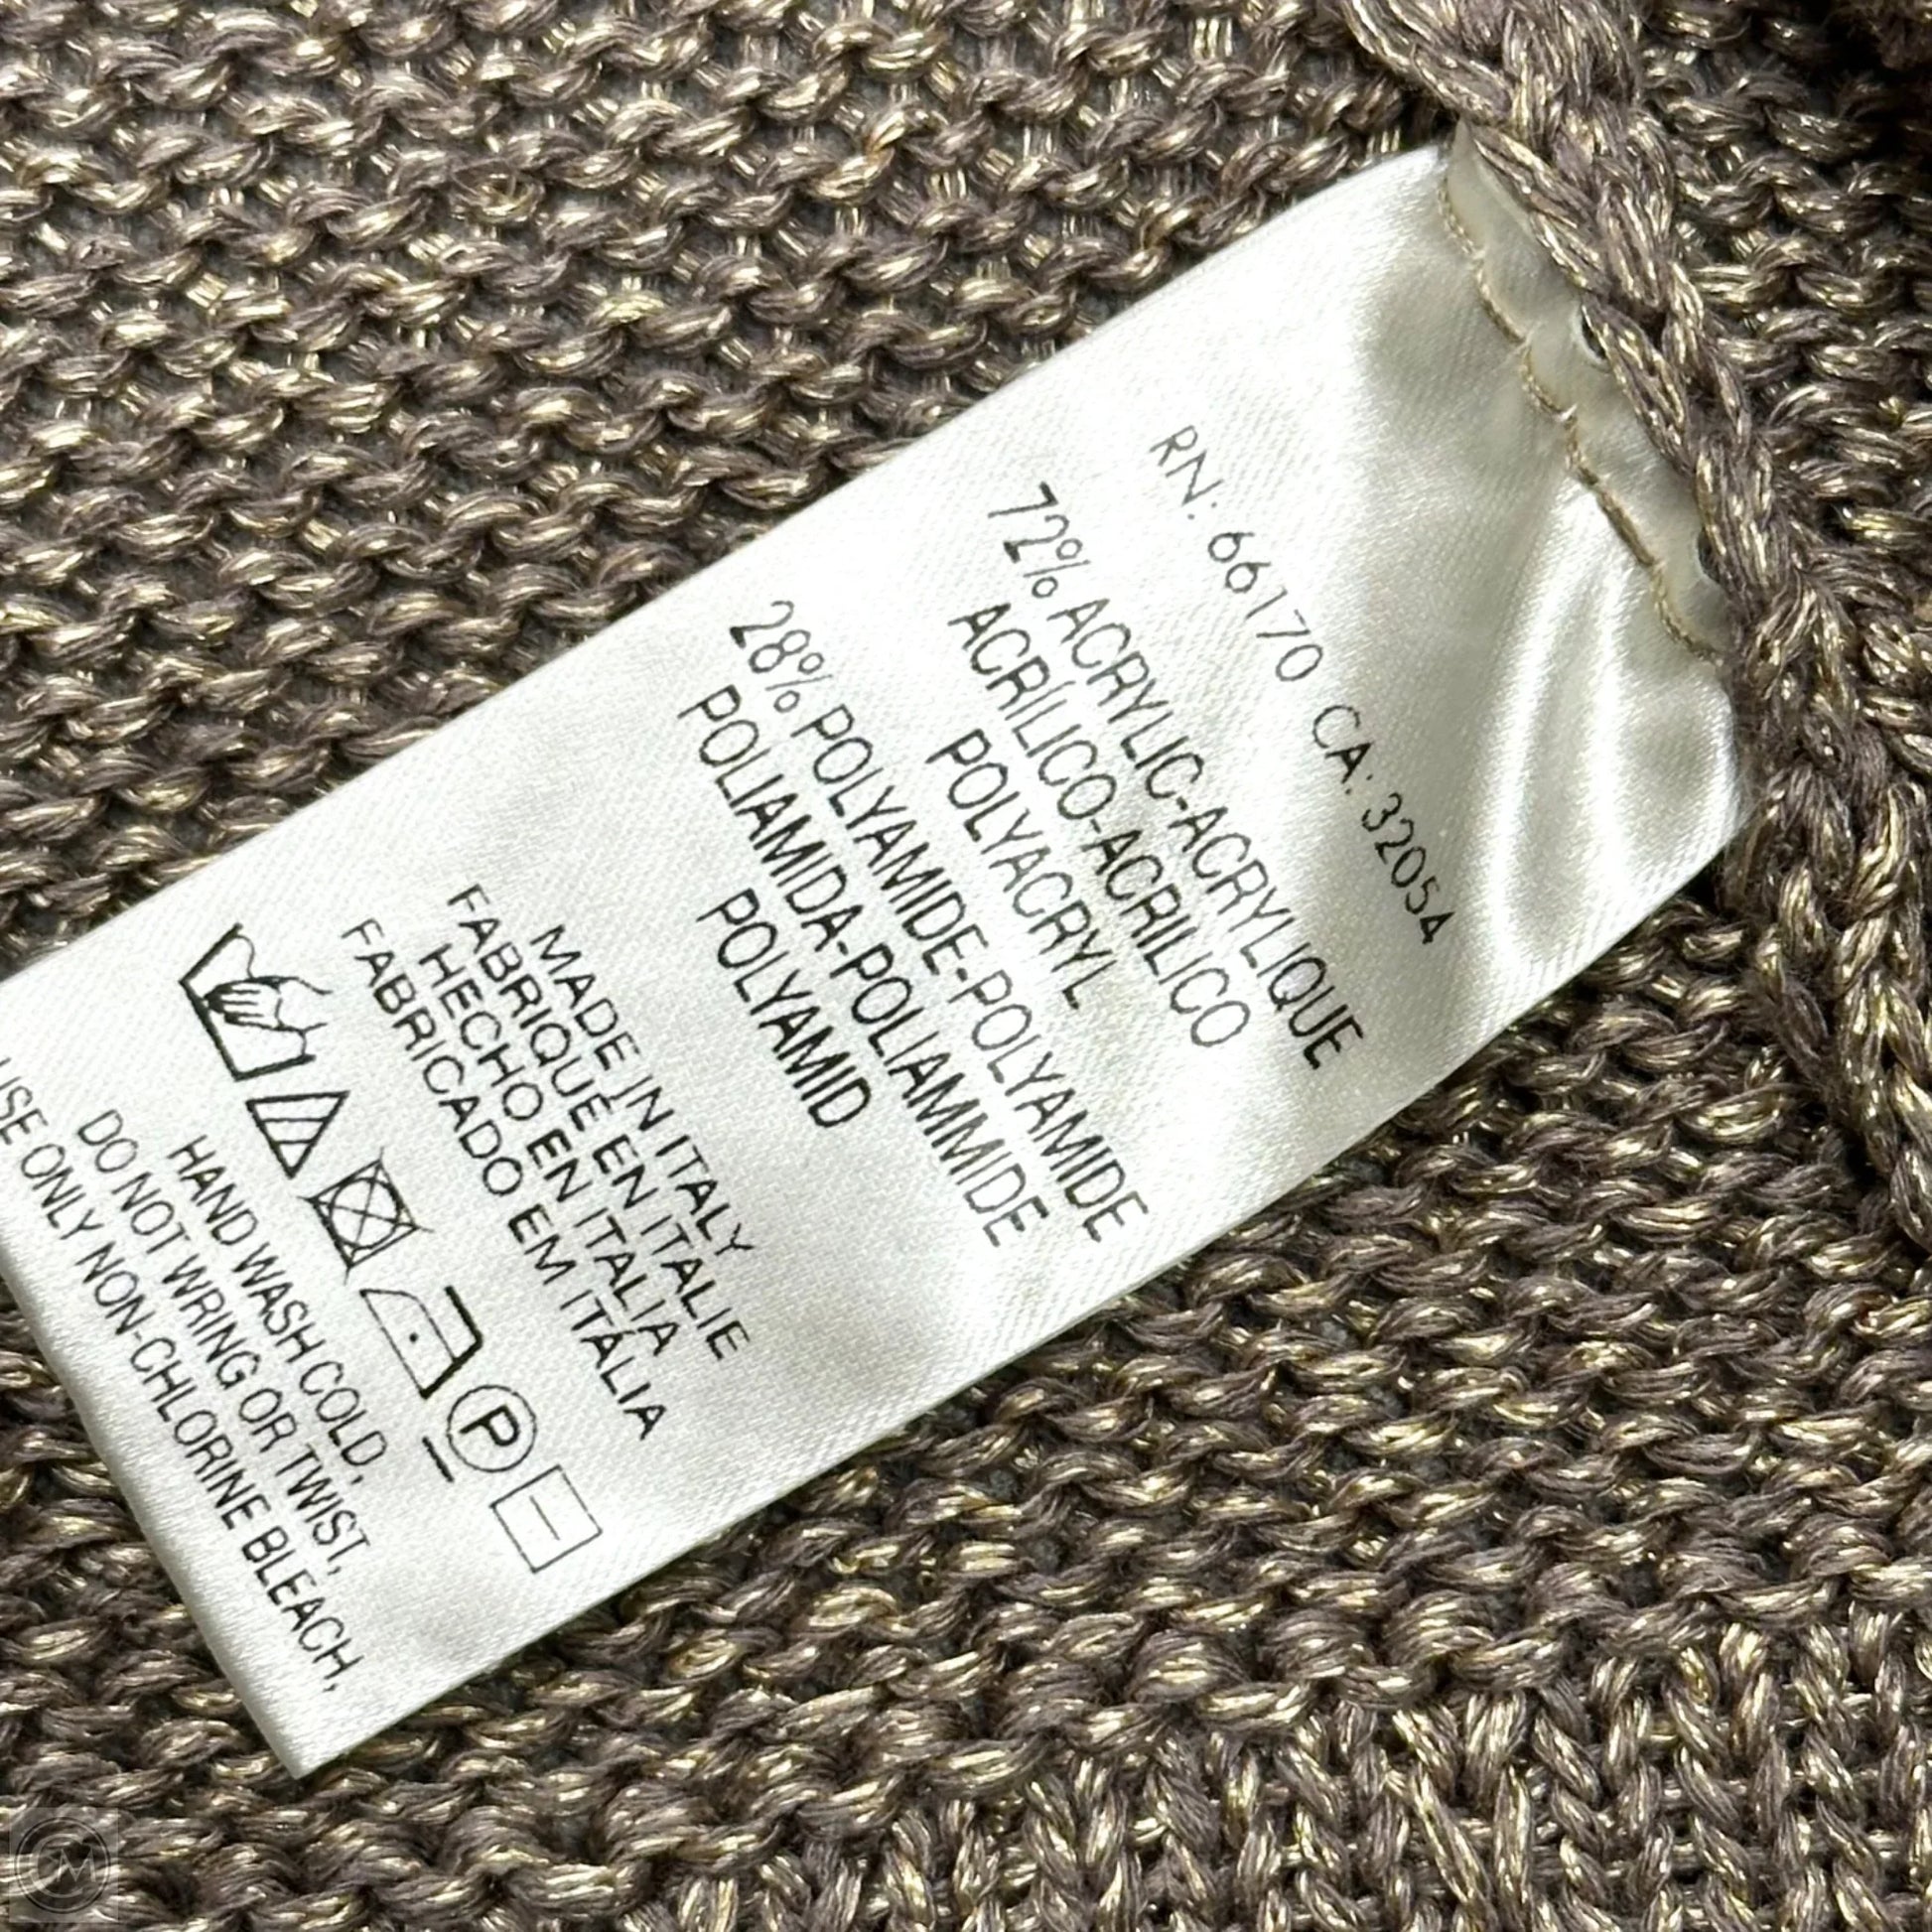 RN: 66170 CA: 32054
72% ACRYLIC-ACRYLIQUE
ACRÍLICO-ACRILICO
POLYACRYL
28% POLYAMIDE-POLYAMIDE
POLIAMIDA-POLIAMMIDE
POLYAMID
MADE IN ITALY
FABRIQUÉ EN ITALIE
HECHO EN ITALIA
FABRICADO EM ITÁLIA
P
HAND WASH COLD,
DO NOT WRING OR TWIST,
USE ONLY NON-CHLORINE BLEACH,
CM